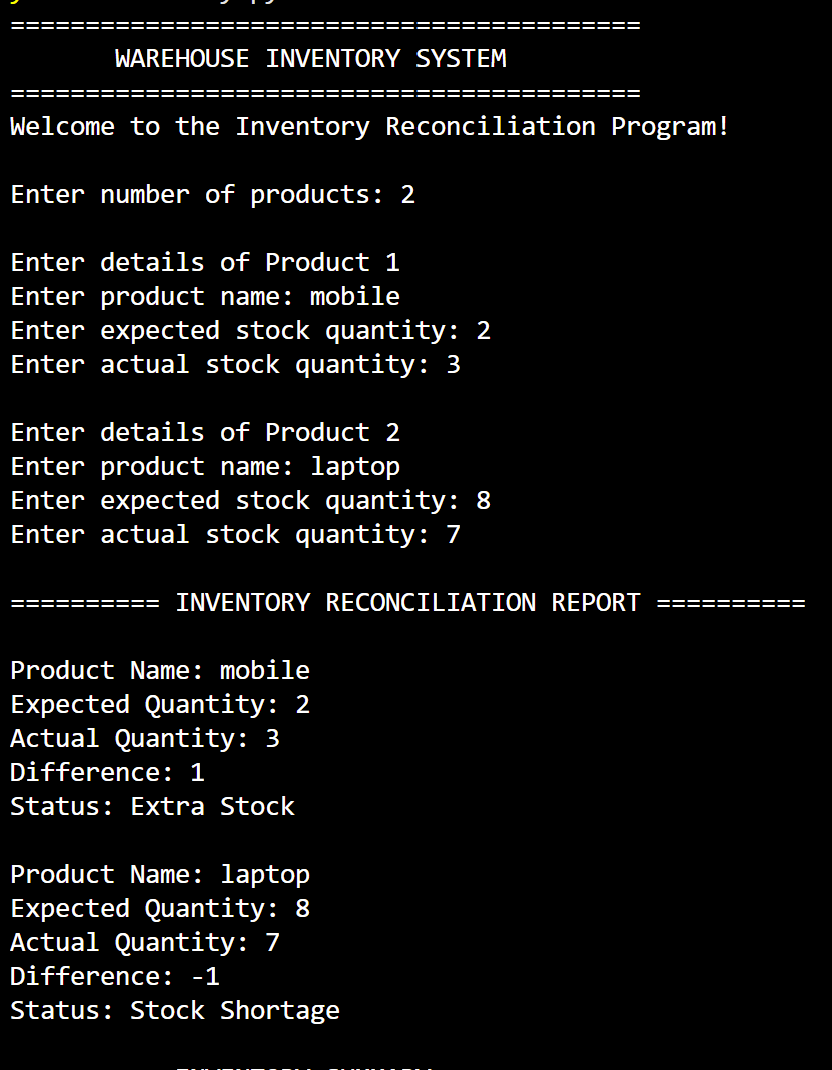 ==========================================
WAREHOUSE INVENTORY SYSTEM
==========================================
Welcome to the Inventory Reconciliation Program!
Enter number of products: 2
Enter details of Product 1
Enter product name: mobile
Enter expected stock quantity: 2
Enter actual stock quantity: 3
Enter details of Product 2
Enter product name: laptop
Enter expected stock quantity: 8
Enter actual stock quantity: 7
========== INVENTORY RECONCILIATION REPORT ==========
Product Name: mobile
Expected Quantity: 2
Actual Quantity: 3
Difference: 1
Status: Extra Stock
Product Name: laptop
Expected Quantity: 8
Actual Quantity: 7
Difference: -1
Status: Stock Shortage